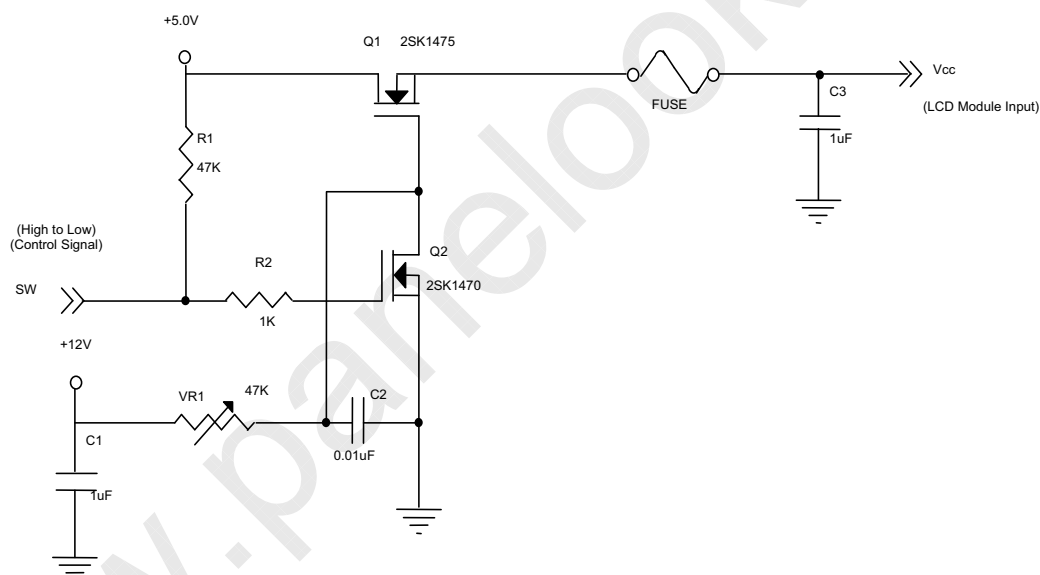 +5.0V
Q1 2SK1475
Vcc
FUSE
C3
(LCD Module Input)
1uF
R1
47K
(High to Low)
(Control Signal)
SW
R2
1K
Q2
2SK1470
+12V
VR1
47K
C2
0.01uF
C1
1uF
w.panelook